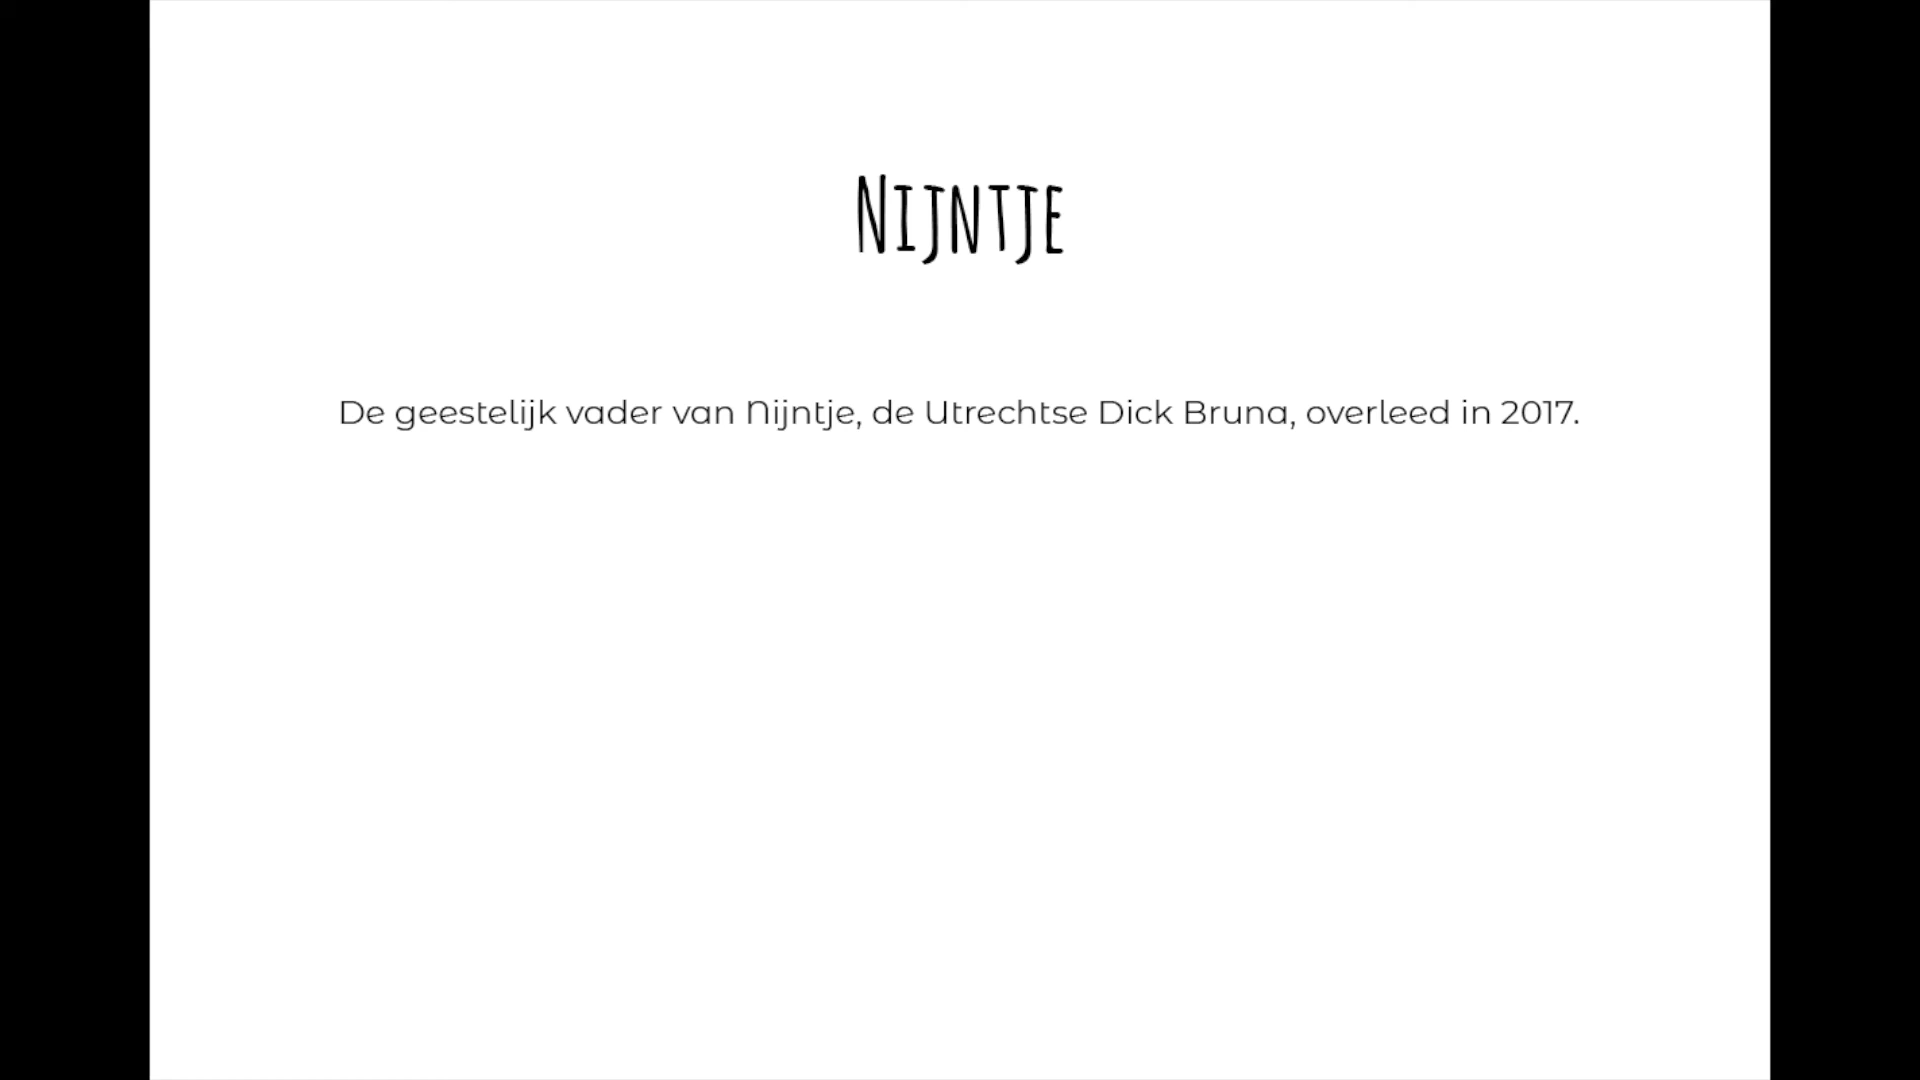 Nijntje
De geestelijk vader van Nijntje, de Utrechtse Dick Bruna, overleed in 2017.